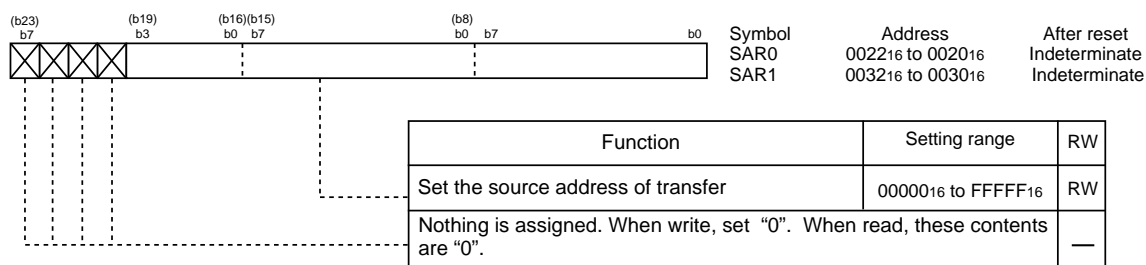 (b23) (b19) (b16)(b15) (b8)
b7 b3 b0 b7 b0 b7 b0
Symbol Address After reset
SAR0 002216 to 002016 Indeterminate
SAR1 003216 to 003016 Indeterminate
Function Setting range RW
Set the source address of transfer 0000016 to FFFFF16 RW
Nothing is assigned. When write, set “0”. When read, these contents
are “0”. —